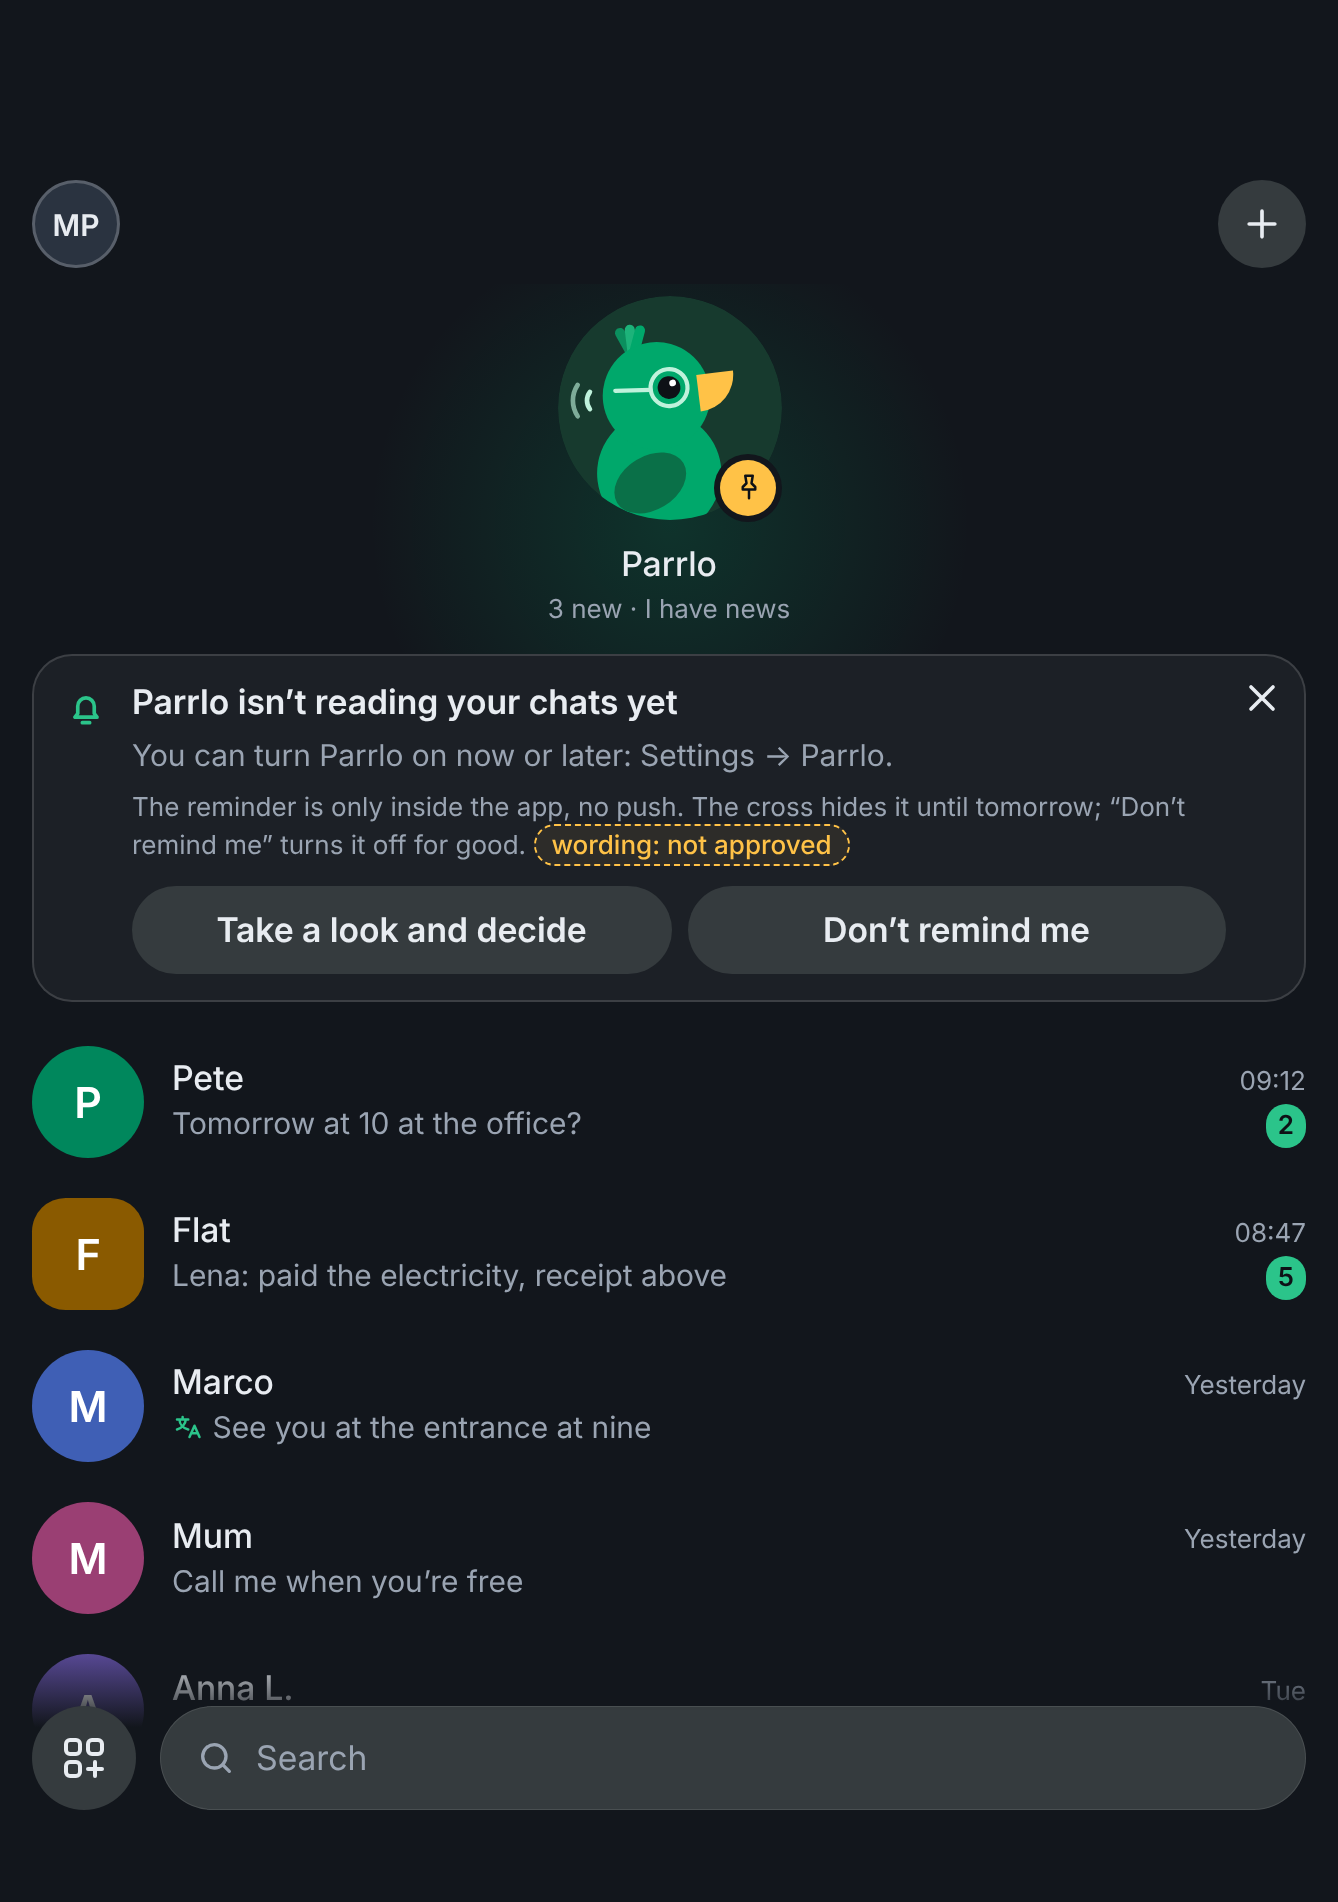 MP
Parrlo
3 new · I have news
Parrlo isn’t reading your chats yet
You can turn Parrlo on now or later: Settings → Parrlo.
The reminder is only inside the app, no push. The cross hides it until tomorrow; “Don’t
remind me” turns it off for good. wording: not approved
Take a look and decide
Don’t remind me
P
Pete
09:12
Tomorrow at 10 at the office?
2
F
Flat
08:47
Lena: paid the electricity, receipt above
5
M
Marco
Yesterday
See you at the entrance at nine
M
Mum
Yesterday
Call me when you’re free
A
Anna L.
Tue
Search